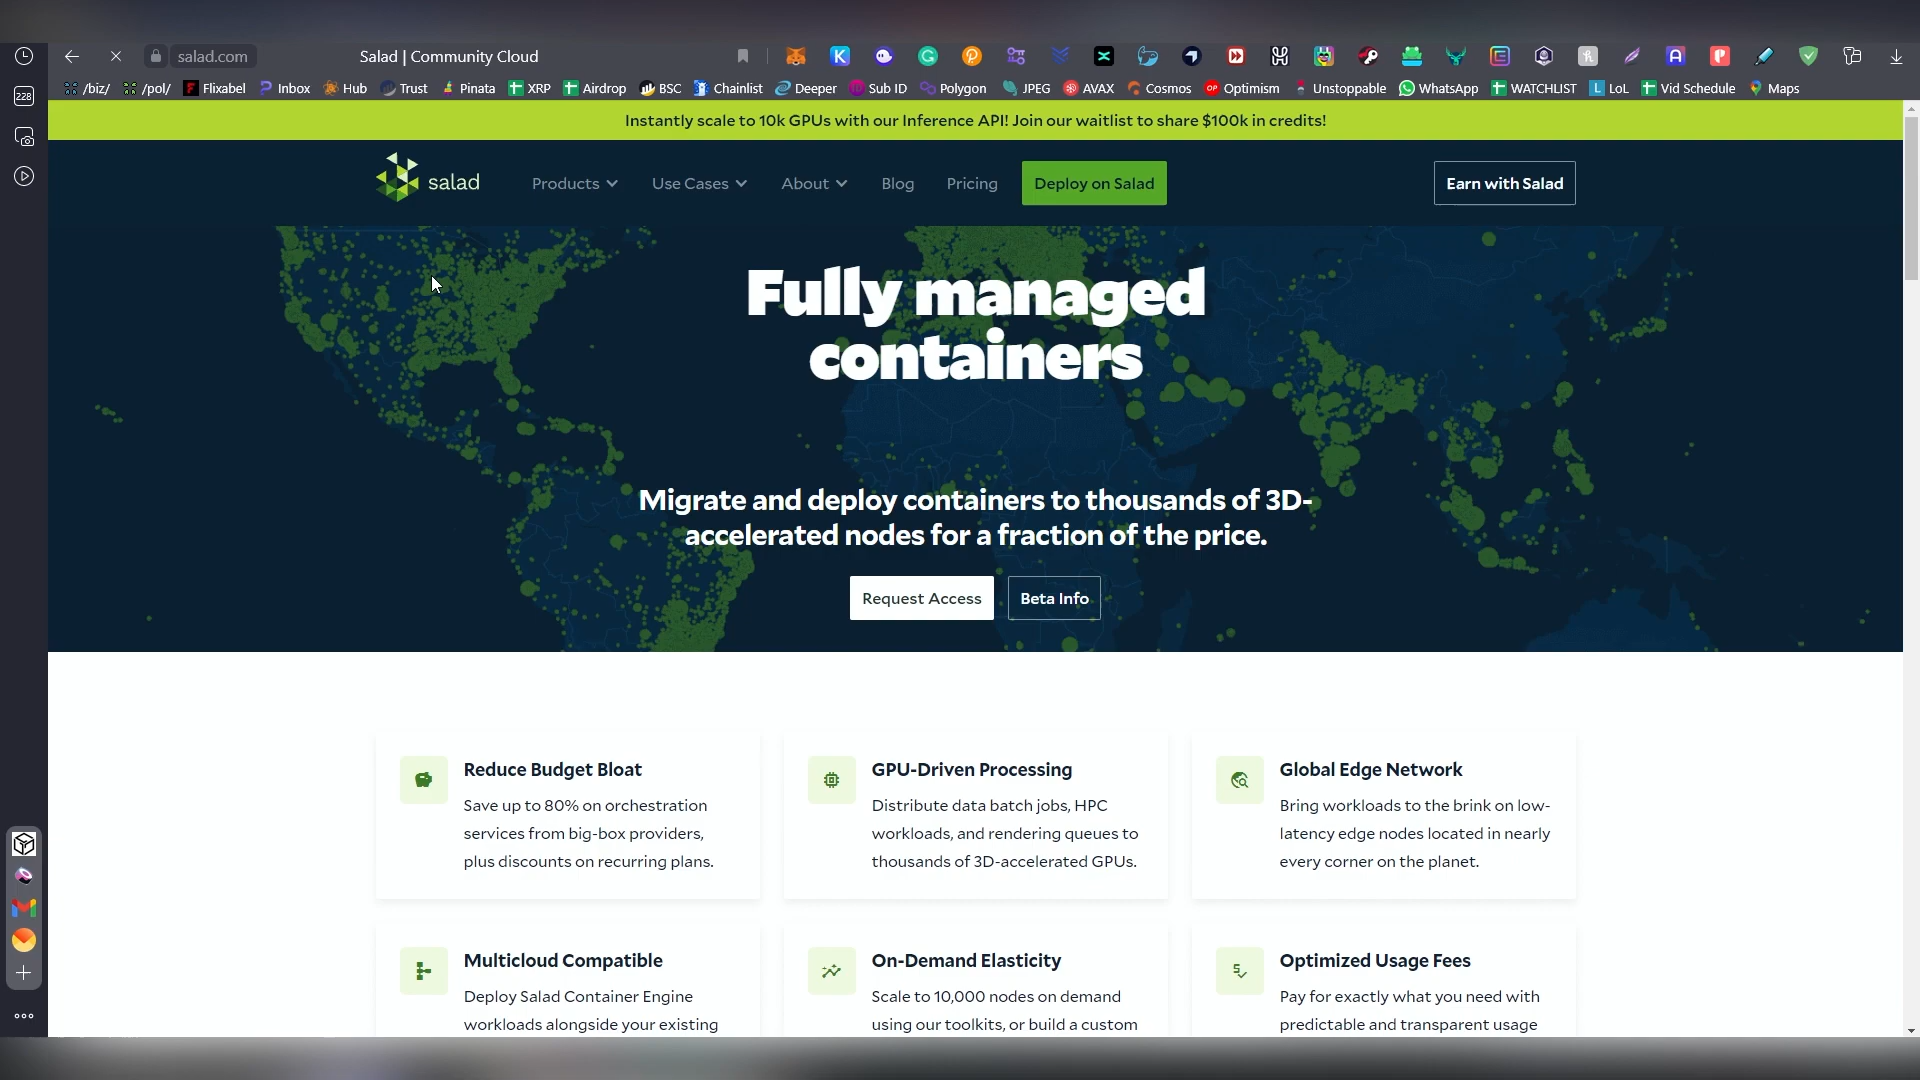 salad.com
Salad | Community Cloud
228
/biz/ /pol/ Flixabel Inbox Hub Trust Pinata XRP Airdrop BSC Chainlist Deeper Sub ID Polygon JPEG AVAX Cosmos OP Optimism Unstoppable WhatsApp WATCHLIST L LoL Vid Schedule Maps
Instantly scale to 10k GPUs with our Inference API! Join our waitlist to share $100k in credits!
salad
Products
Use Cases
About
Blog
Pricing
Deploy on Salad
Earn with Salad
Fully managed
containers
Migrate and deploy containers to thousands of 3D-
accelerated nodes for a fraction of the price.
Request Access
Beta Info
Reduce Budget Bloat
Save up to 80% on orchestration
services from big-box providers,
plus discounts on recurring plans.
GPU-Driven Processing
Distribute data batch jobs, HPC
workloads, and rendering queues to
thousands of 3D-accelerated GPUs.
Global Edge Network
Bring workloads to the brink on low-
latency edge nodes located in nearly
every corner on the planet.
Multicloud Compatible
Deploy Salad Container Engine
workloads alongside your existing
On-Demand Elasticity
Scale to 10,000 nodes on demand
using our toolkits, or build a custom
Optimized Usage Fees
Pay for exactly what you need with
predictable and transparent usage